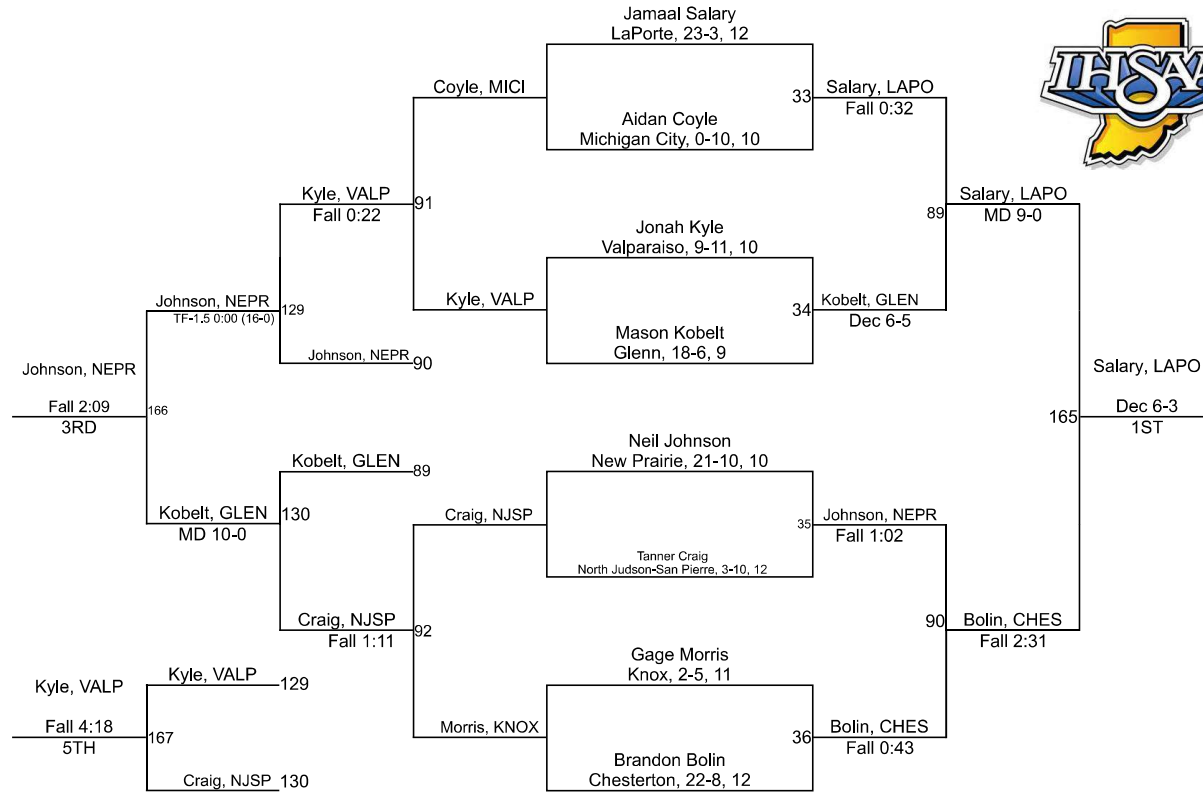 Jamaal Salary
LaPorte, 23-3, 12
IHSAA
Coyle, MICI
33
Salary, LAPO
Fall 0:32
Aidan Coyle
Michigan City, 0-10, 10
Kyle, VALP
Fall 0:22
91
89
Salary, LAPO
MD 9-0
Jonah Kyle
Valparaiso, 9-11, 10
Johnson, NEPR
TF-1.5 0:00 (16-0)
129
Kyle, VALP
34
Kobelt, GLEN
Dec 6-5
Mason Kobelt
Glenn, 18-6, 9
Johnson, NEPR
90
Johnson, NEPR
Fall 2:09
3RD
166
Salary, LAPO
Dec 6-3
1ST
165
Neil Johnson
New Prairie, 21-10, 10
Kobelt, GLEN
89
Kobelt, GLEN
MD 10-0
130
Craig, NJSP
35
Johnson, NEPR
Fall 1:02
Tanner Craig
North Judson-San Pierre, 3-10, 12
Craig, NJSP
Fall 1:11
92
90
Bolin, CHES
Fall 2:31
Gage Morris
Knox, 2-5, 11
Kyle, VALP
Fall 4:18
5TH
Kyle, VALP
129
167
Morris, KNOX
36
Bolin, CHES
Fall 0:43
Brandon Bolin
Chesterton, 22-8, 12
Craig, NJSP
130